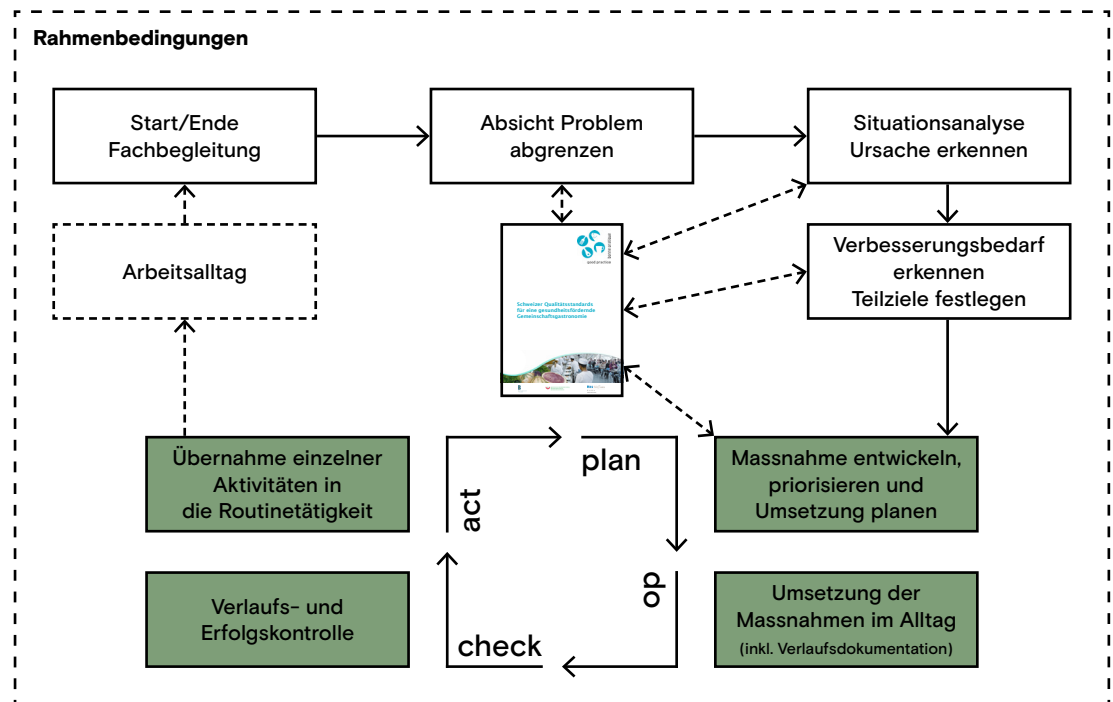 Rahmenbedingungen
Start/Ende
Fachbegleitung
Absicht Problem
abgrenzen
Situationsanalyse
Ursache erkennen
Arbeitsalltag
Schweizer Qualitätsstandards
für eine gesundheitsfördernde
Gemeinschaftsgastronomie
Verbesserungsbedarf
erkennen
Teilziele festlegen
Übernahme einzelner
Aktivitäten in
die Routinetätigkeit
act
plan
Massnahme entwickeln,
priorisieren und
Umsetzung planen
Verlaufs- und
Erfolgskontrolle
check
do
Umsetzung der
Massnahmen im Alltag
(inkl. Verlaufsdokumentation)